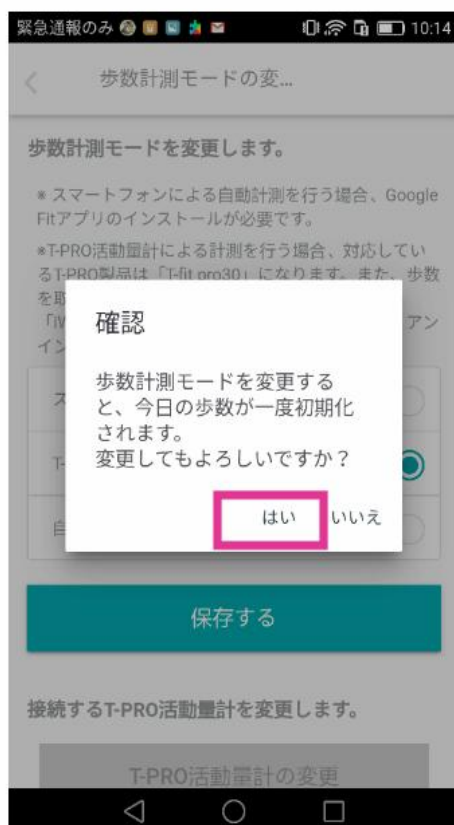 緊急通報のみ
10:14
歩数計測モードの変...
歩数計測モードを変更します。
* スマートフォンによる自動計測を行う場合、Google
Fitアプリのインストールが必要です。
*T-PRO活動量計による計測を行う場合、対応してい
るT-PRO製品は「T-fit pro30」になります。また、歩数
を取
アン
イン
確認
歩数計測モードを変更する
と、今日の歩数が一度初期化
されます。
変更してもよろしいですか？
はい
いいえ
ス
T-
自
保存する
接続するT-PRO活動量計を変更します。
T-PRO活動量計の変更